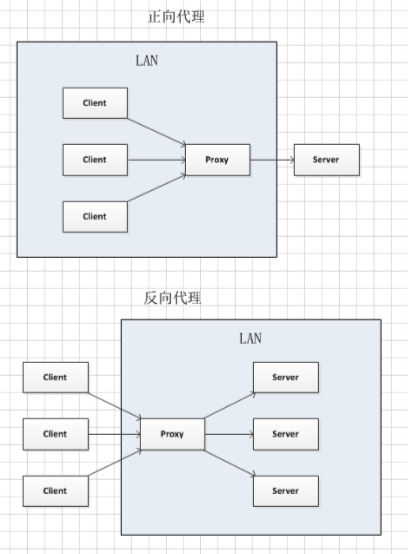 正向代理
LAN
Client
Client
Proxy
Server
Client
反向代理
LAN
Client
Server
Client
Proxy
Server
Client
Server